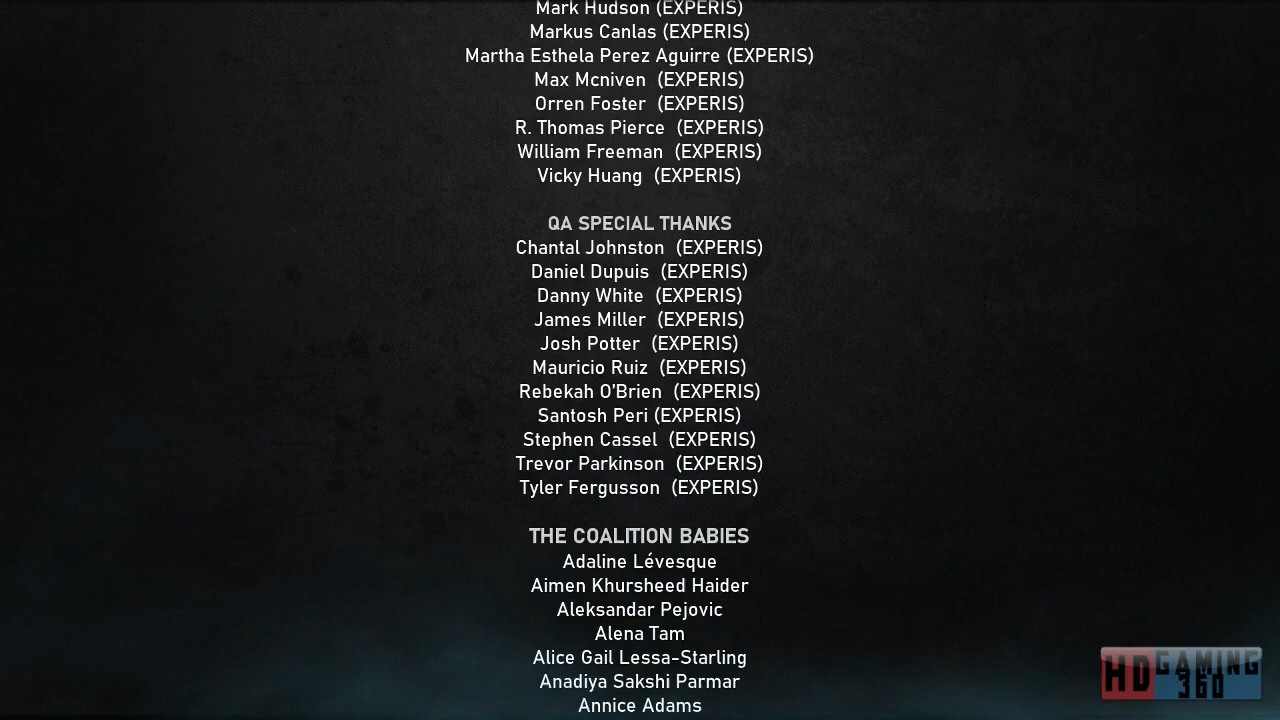 Mark Hudson (EXPERIS)
Markus Canlas (EXPERIS)
Martha Esthela Perez Aguirre (EXPERIS)
Max Mcniven (EXPERIS)
Orren Foster (EXPERIS)
R. Thomas Pierce (EXPERIS)
William Freeman (EXPERIS)
Vicky Huang (EXPERIS)
QA SPECIAL THANKS
Chantal Johnston (EXPERIS)
Daniel Dupuis (EXPERIS)
Danny White (EXPERIS)
James Miller (EXPERIS)
Josh Potter (EXPERIS)
Mauricio Ruiz (EXPERIS)
Rebekah O’Brien (EXPERIS)
Santosh Peri (EXPERIS)
Stephen Cassel (EXPERIS)
Trevor Parkinson (EXPERIS)
Tyler Fergusson (EXPERIS)
THE COALITION BABIES
Adaline Lévesque
Aimen Khursheed Haider
Aleksandar Pejovic
Alena Tam
Alice Gail Lessa-Starling
Anadiya Sakshi Parmar
Annice Adams
HD GAMING
360